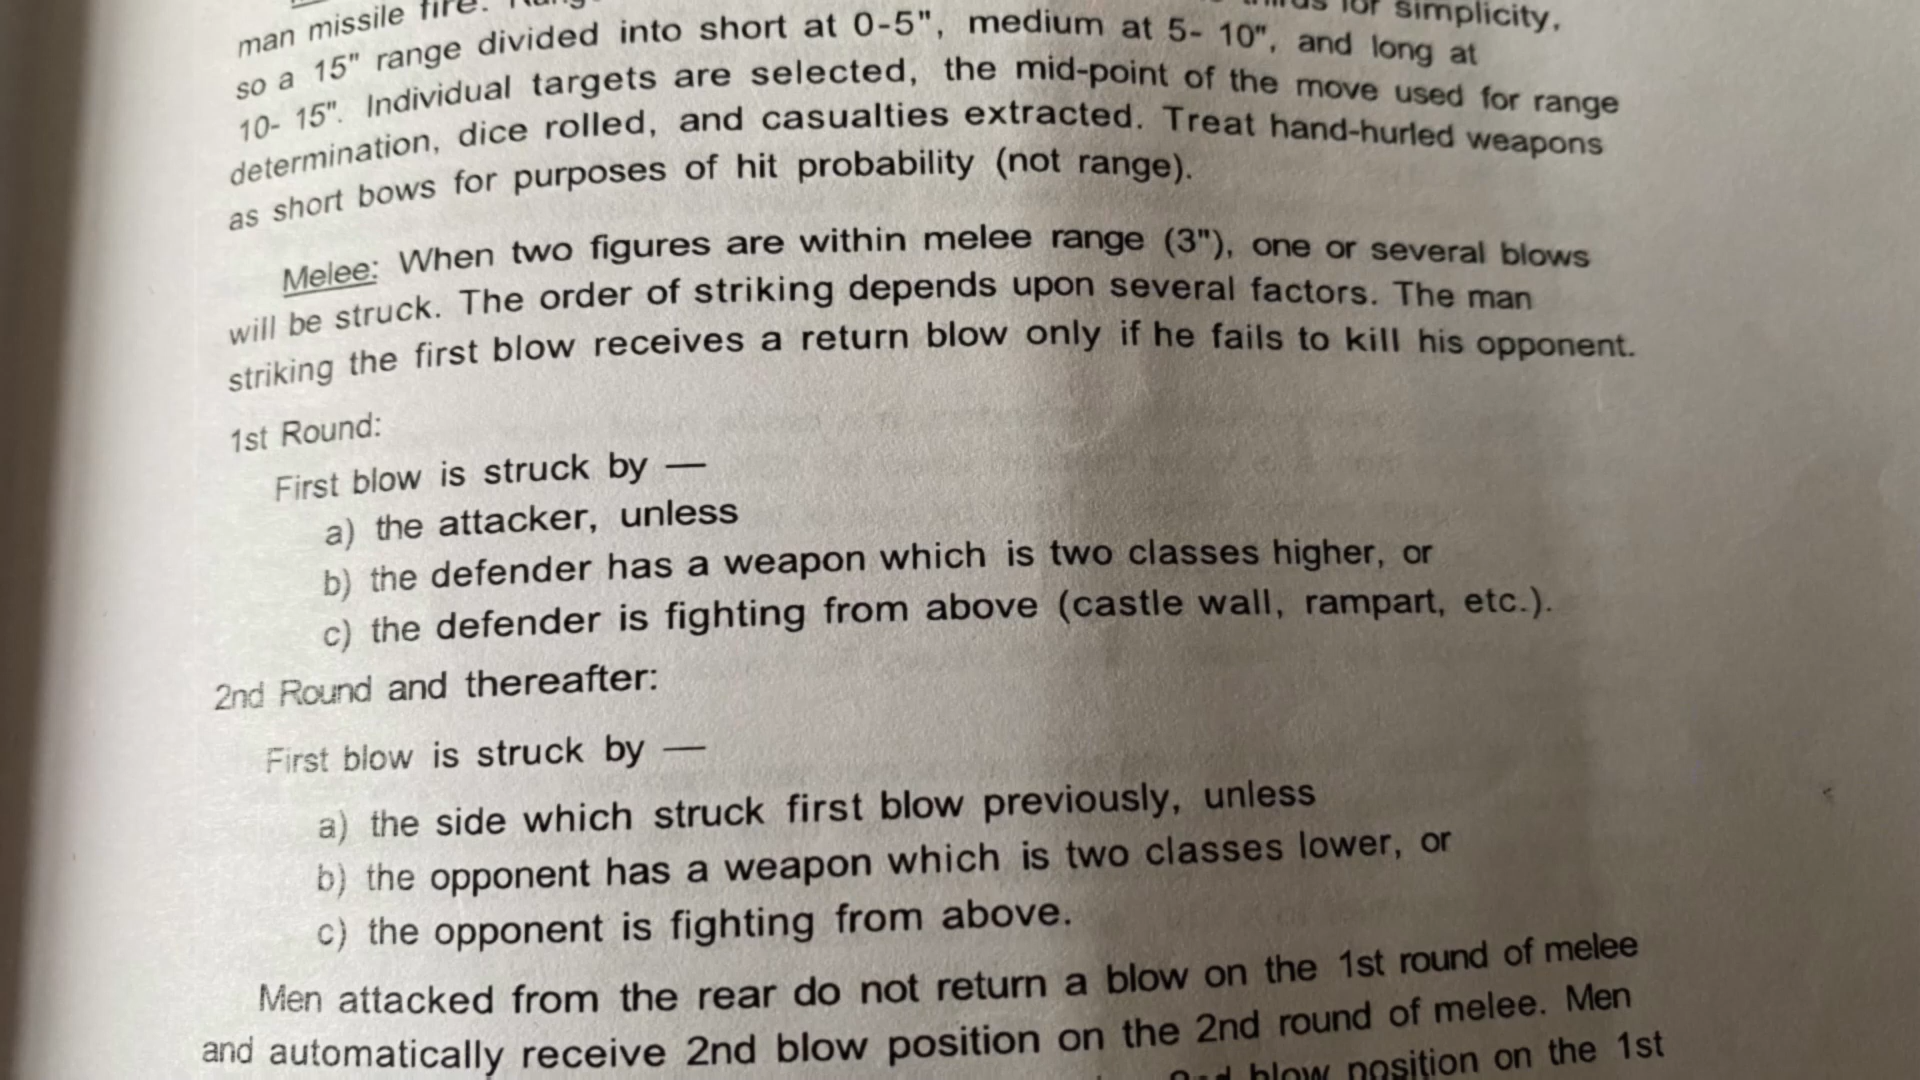 man missile fire. for simplicity,
so a 15" range divided into short at 0-5", medium at 5- 10", and long at
10- 15". Individual targets are selected, the mid-point of the move used for range
determination, dice rolled, and casualties extracted. Treat hand-hurled weapons
as short bows for purposes of hit probability (not range).
Melee: When two figures are within melee range (3"), one or several blows
will be struck. The order of striking depends upon several factors. The man
striking the first blow receives a return blow only if he fails to kill his opponent.
1st Round:
First blow is struck by —
a) the attacker, unless
b) the defender has a weapon which is two classes higher, or
c) the defender is fighting from above (castle wall, rampart, etc.).
2nd Round and thereafter:
First blow is struck by —
a) the side which struck first blow previously, unless
b) the opponent has a weapon which is two classes lower, or
c) the opponent is fighting from above.
Men attacked from the rear do not return a blow on the 1st round of melee
and automatically receive 2nd blow position on the 2nd round of melee. Men
blow position on the 1st